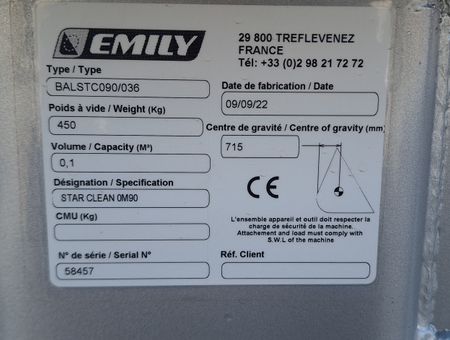 EMILY
29 800 TREFLEVENEZ
FRANCE
Tél: +33 (0)2 98 21 72 72
Type / Type
BALSTC090/036
Date de fabrication / Date
09/09/22
Poids à vide / Weight (Kg)
450
Centre de gravité / Centre of gravity (mm)
715
Volume / Capacity (M³)
0,1
Désignation / Specification
STAR CLEAN 0M90
CE
CMU (Kg)
L'ensemble appareil et outil doit respecter la
charge de sécurité de la machine.
Attachement and load must comply with
S.W.L of the machine
N° de série / Serial N°
58457
Réf. Client